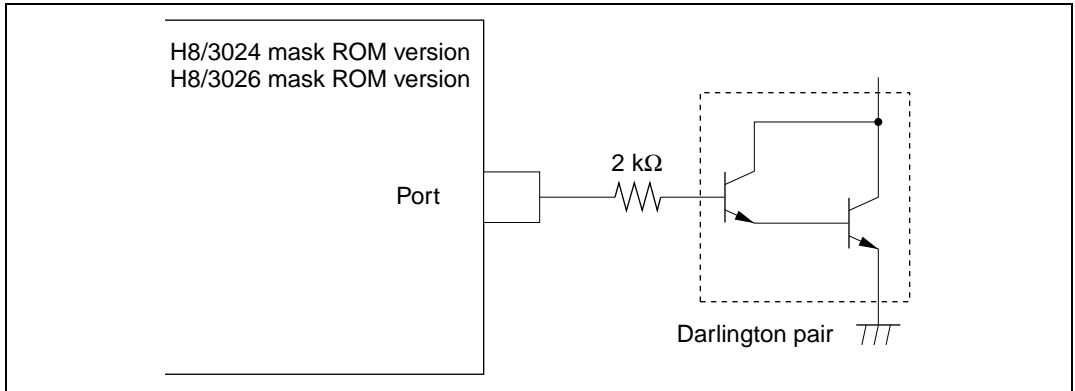 H8/3024 mask ROM version
H8/3026 mask ROM version
2 kΩ
Port
Darlington pair